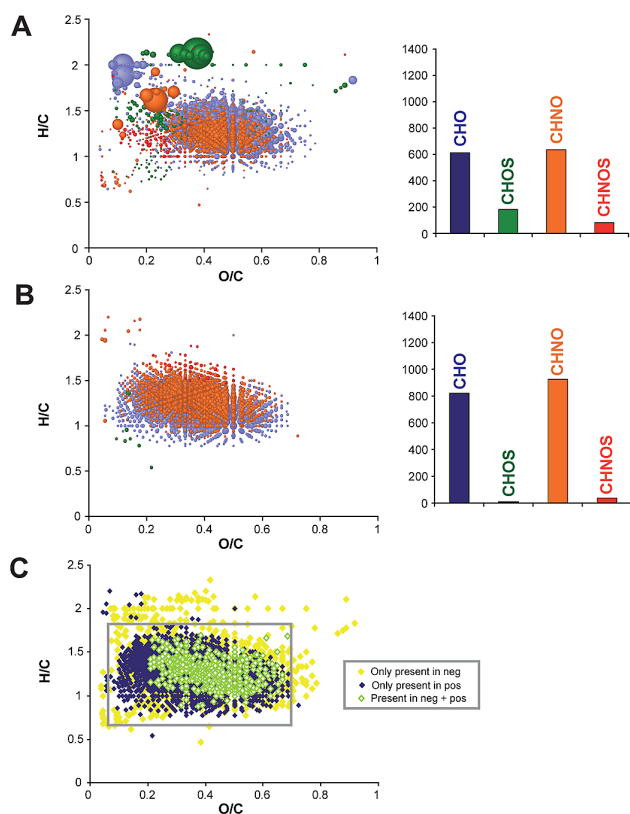 A
2.5
2
1.5
1
0.5
0
H/C
0
0.2
0.4
0.6
0.8
1
O/C
1400
1200
1000
800
600
400
200
0
CHO
CHOS
CHNO
CHNOS
B
2.5
2
1.5
1
0.5
0
H/C
0
0.2
0.4
0.6
0.8
1
O/C
1400
1200
1000
800
600
400
200
0
CHO
CHOS
CHNO
CHNOS
C
2.5
2
1.5
1
0.5
0
H/C
0
0.2
0.4
0.6
0.8
1
O/C
Only present in neg
Only present in pos
Present in neg + pos